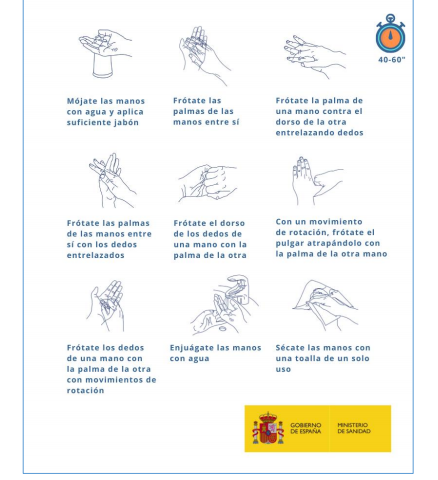 40-60"
Mójate las manos
con agua y aplica
suficiente jabón
Frótate las
palmas de las
manos entre sí
Frótate la palma de
una mano contra el
dorso de la otra
entrelazando dedos
Frótate las palmas
de las manos entre
sí con los dedos
entrelazados
Frótate el dorso
de los dedos de
una mano con la
palma de la otra
Con un movimiento
de rotación, frótate el
pulgar atrapándolo con
la palma de la otra mano
Frótate los dedos
de una mano con
la palma de la otra
con movimientos de
rotación
Enjuágate las manos
con agua
Sécate las manos con
una toalla de un solo
uso
GOBIERNO
DE ESPAÑA
MINISTERIO
DE SANIDAD